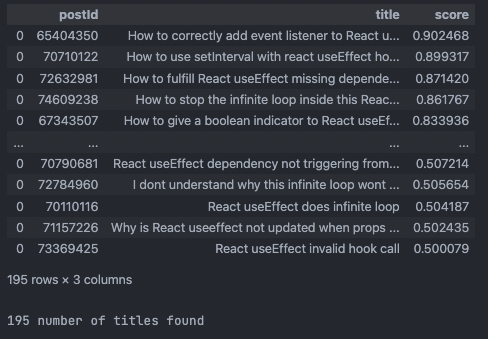 postId title score
0 65404350 How to correctly add event listener to React u... 0.902468
0 70710122 How to use setInterval with react useEffect ho... 0.899317
0 72632981 How to fulfill React useEffect missing depende... 0.871420
0 74609238 How to stop the infinite loop inside this Reac... 0.861767
0 67343507 How to give a boolean indicator to React useEf... 0.833936
... ... ... ...
0 70790681 React useEffect dependency not triggering from... 0.507214
0 72784960 I dont understand why this infinite loop wont ... 0.505654
0 70110116 React useEffect does infinite loop 0.504187
0 71157226 Why is React useeffect not updated when props ... 0.502435
0 73369425 React useEffect invalid hook call 0.500079
195 rows × 3 columns
195 number of titles found